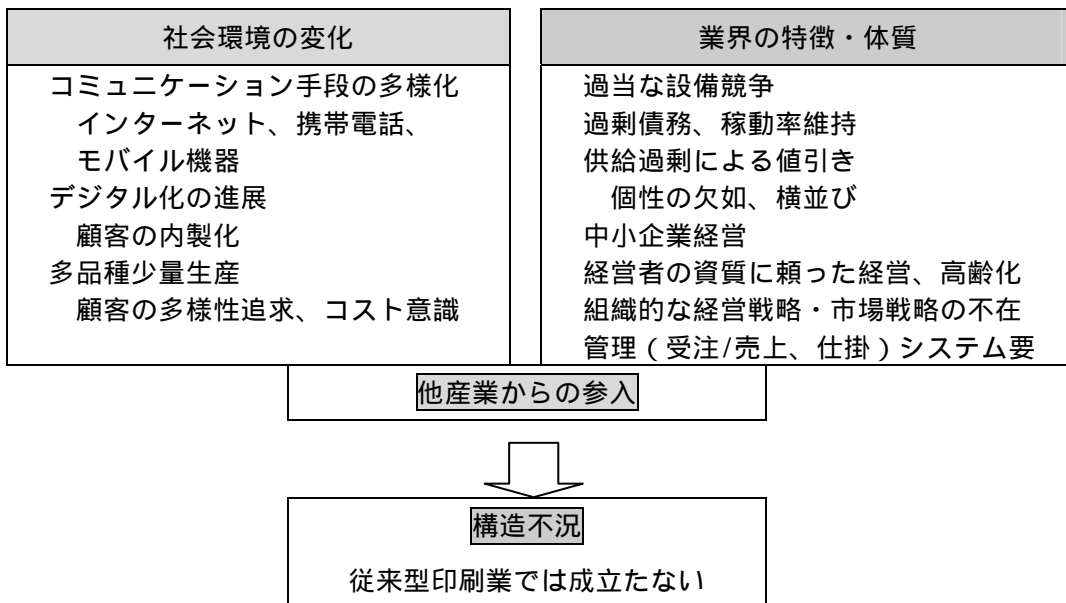 社会環境の変化
コミュニケーション手段の多様化
インターネット、携帯電話、
モバイル機器
デジタル化の進展
顧客の内製化
多品種少量生産
顧客の多様性追求、コスト意識
業界の特徴・体質
過当な設備競争
過剰債務、稼動率維持
供給過剰による値引き
個性の欠如、横並び
中小企業経営
経営者の資質に頼った経営、高齢化
組織的な経営戦略・市場戦略の不在
管理(受注/売上、仕掛)システム要
他産業からの参入
構造不況
従来型印刷業では成立たない